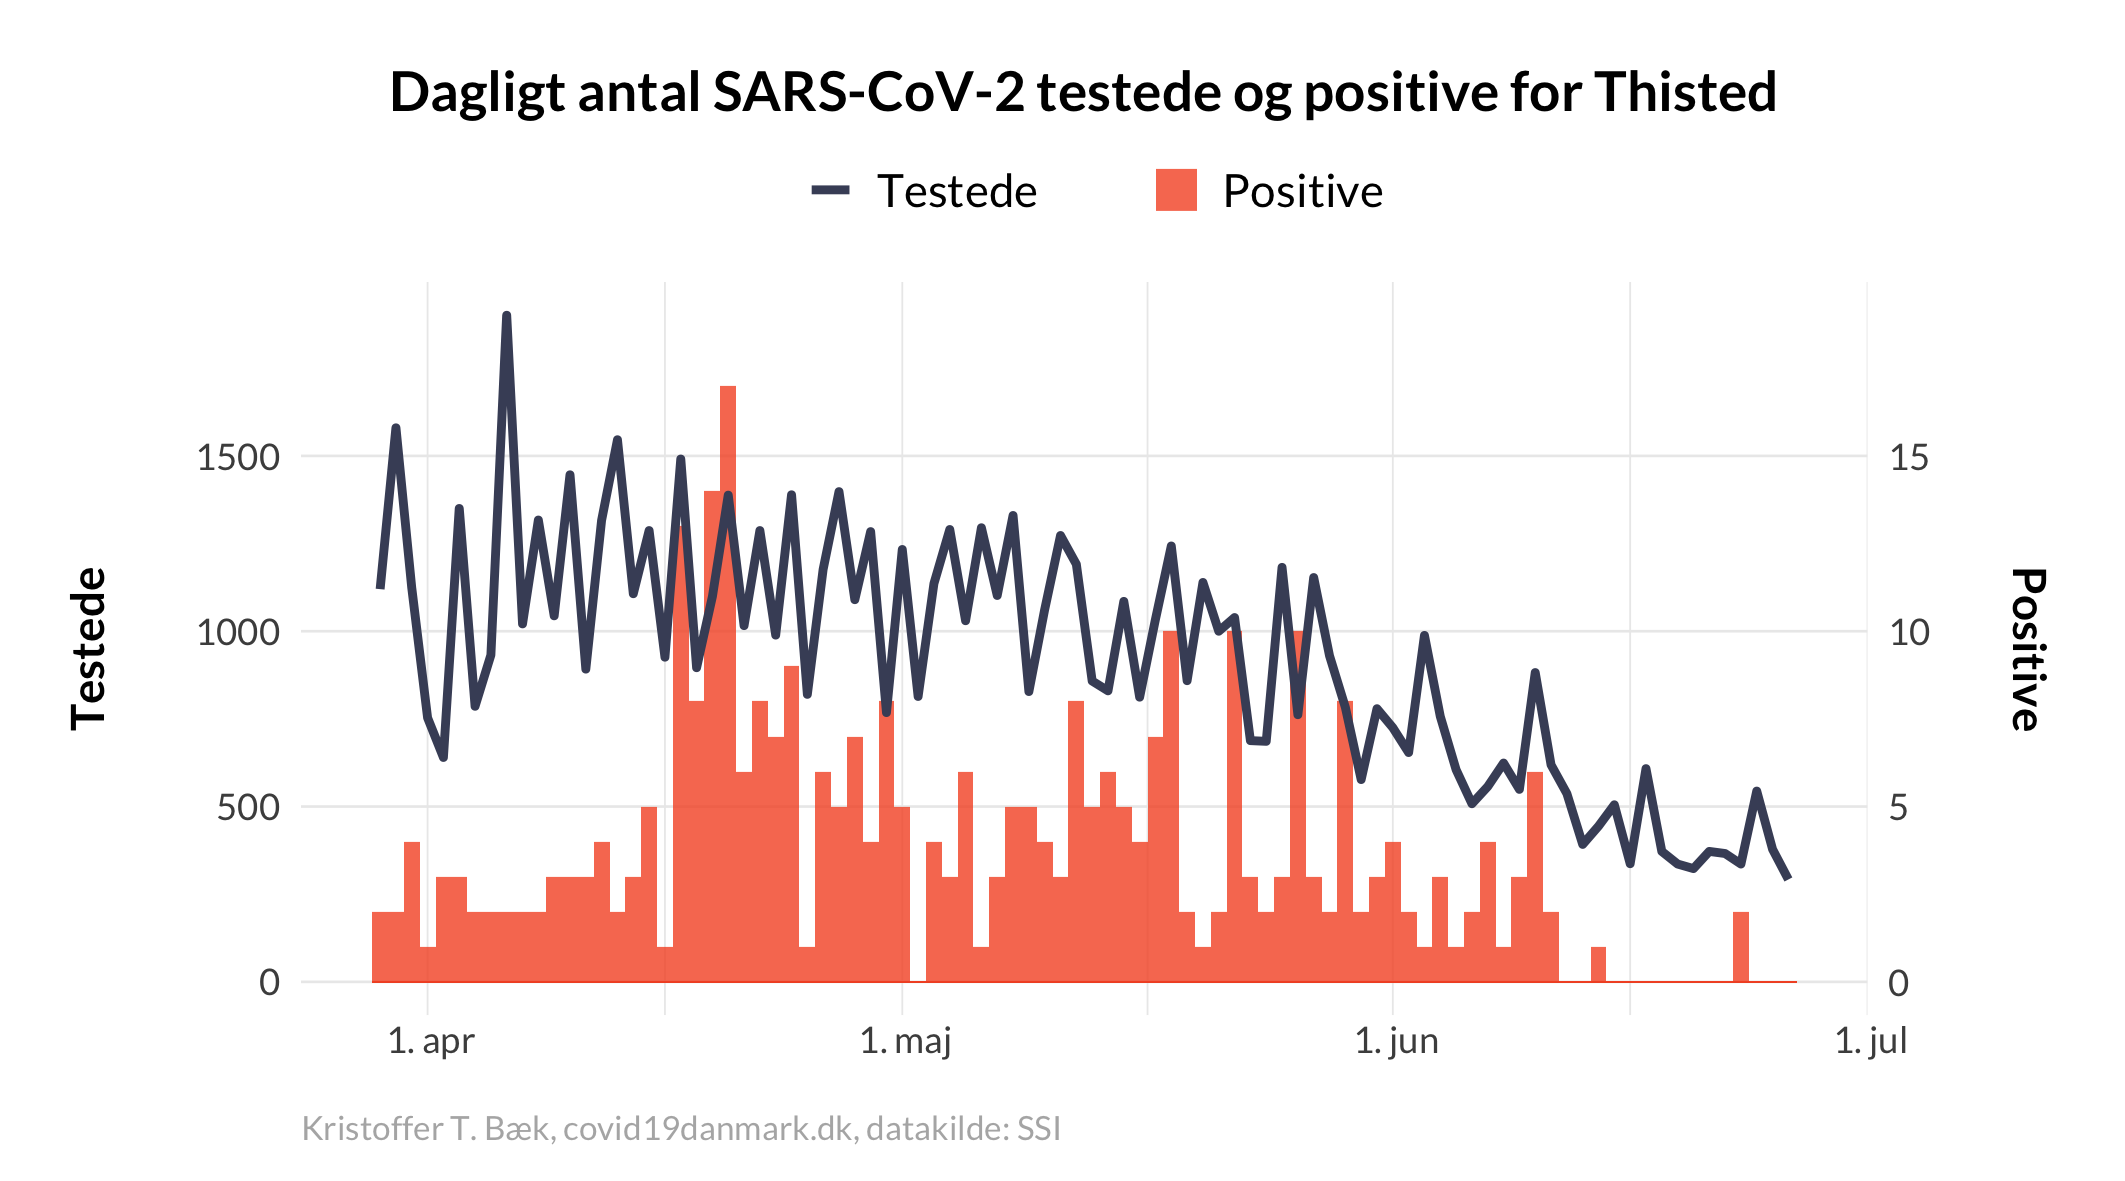 Dagligt antal SARS-CoV-2 testede og positive for Thisted
Testede Positive
Testede
Positive
1500 15
1000 10
500 5
0 0
1. apr 1. maj 1. jun 1. jul
Kristoffer T. Bæk, covid19danmark.dk, datakilde: SSI